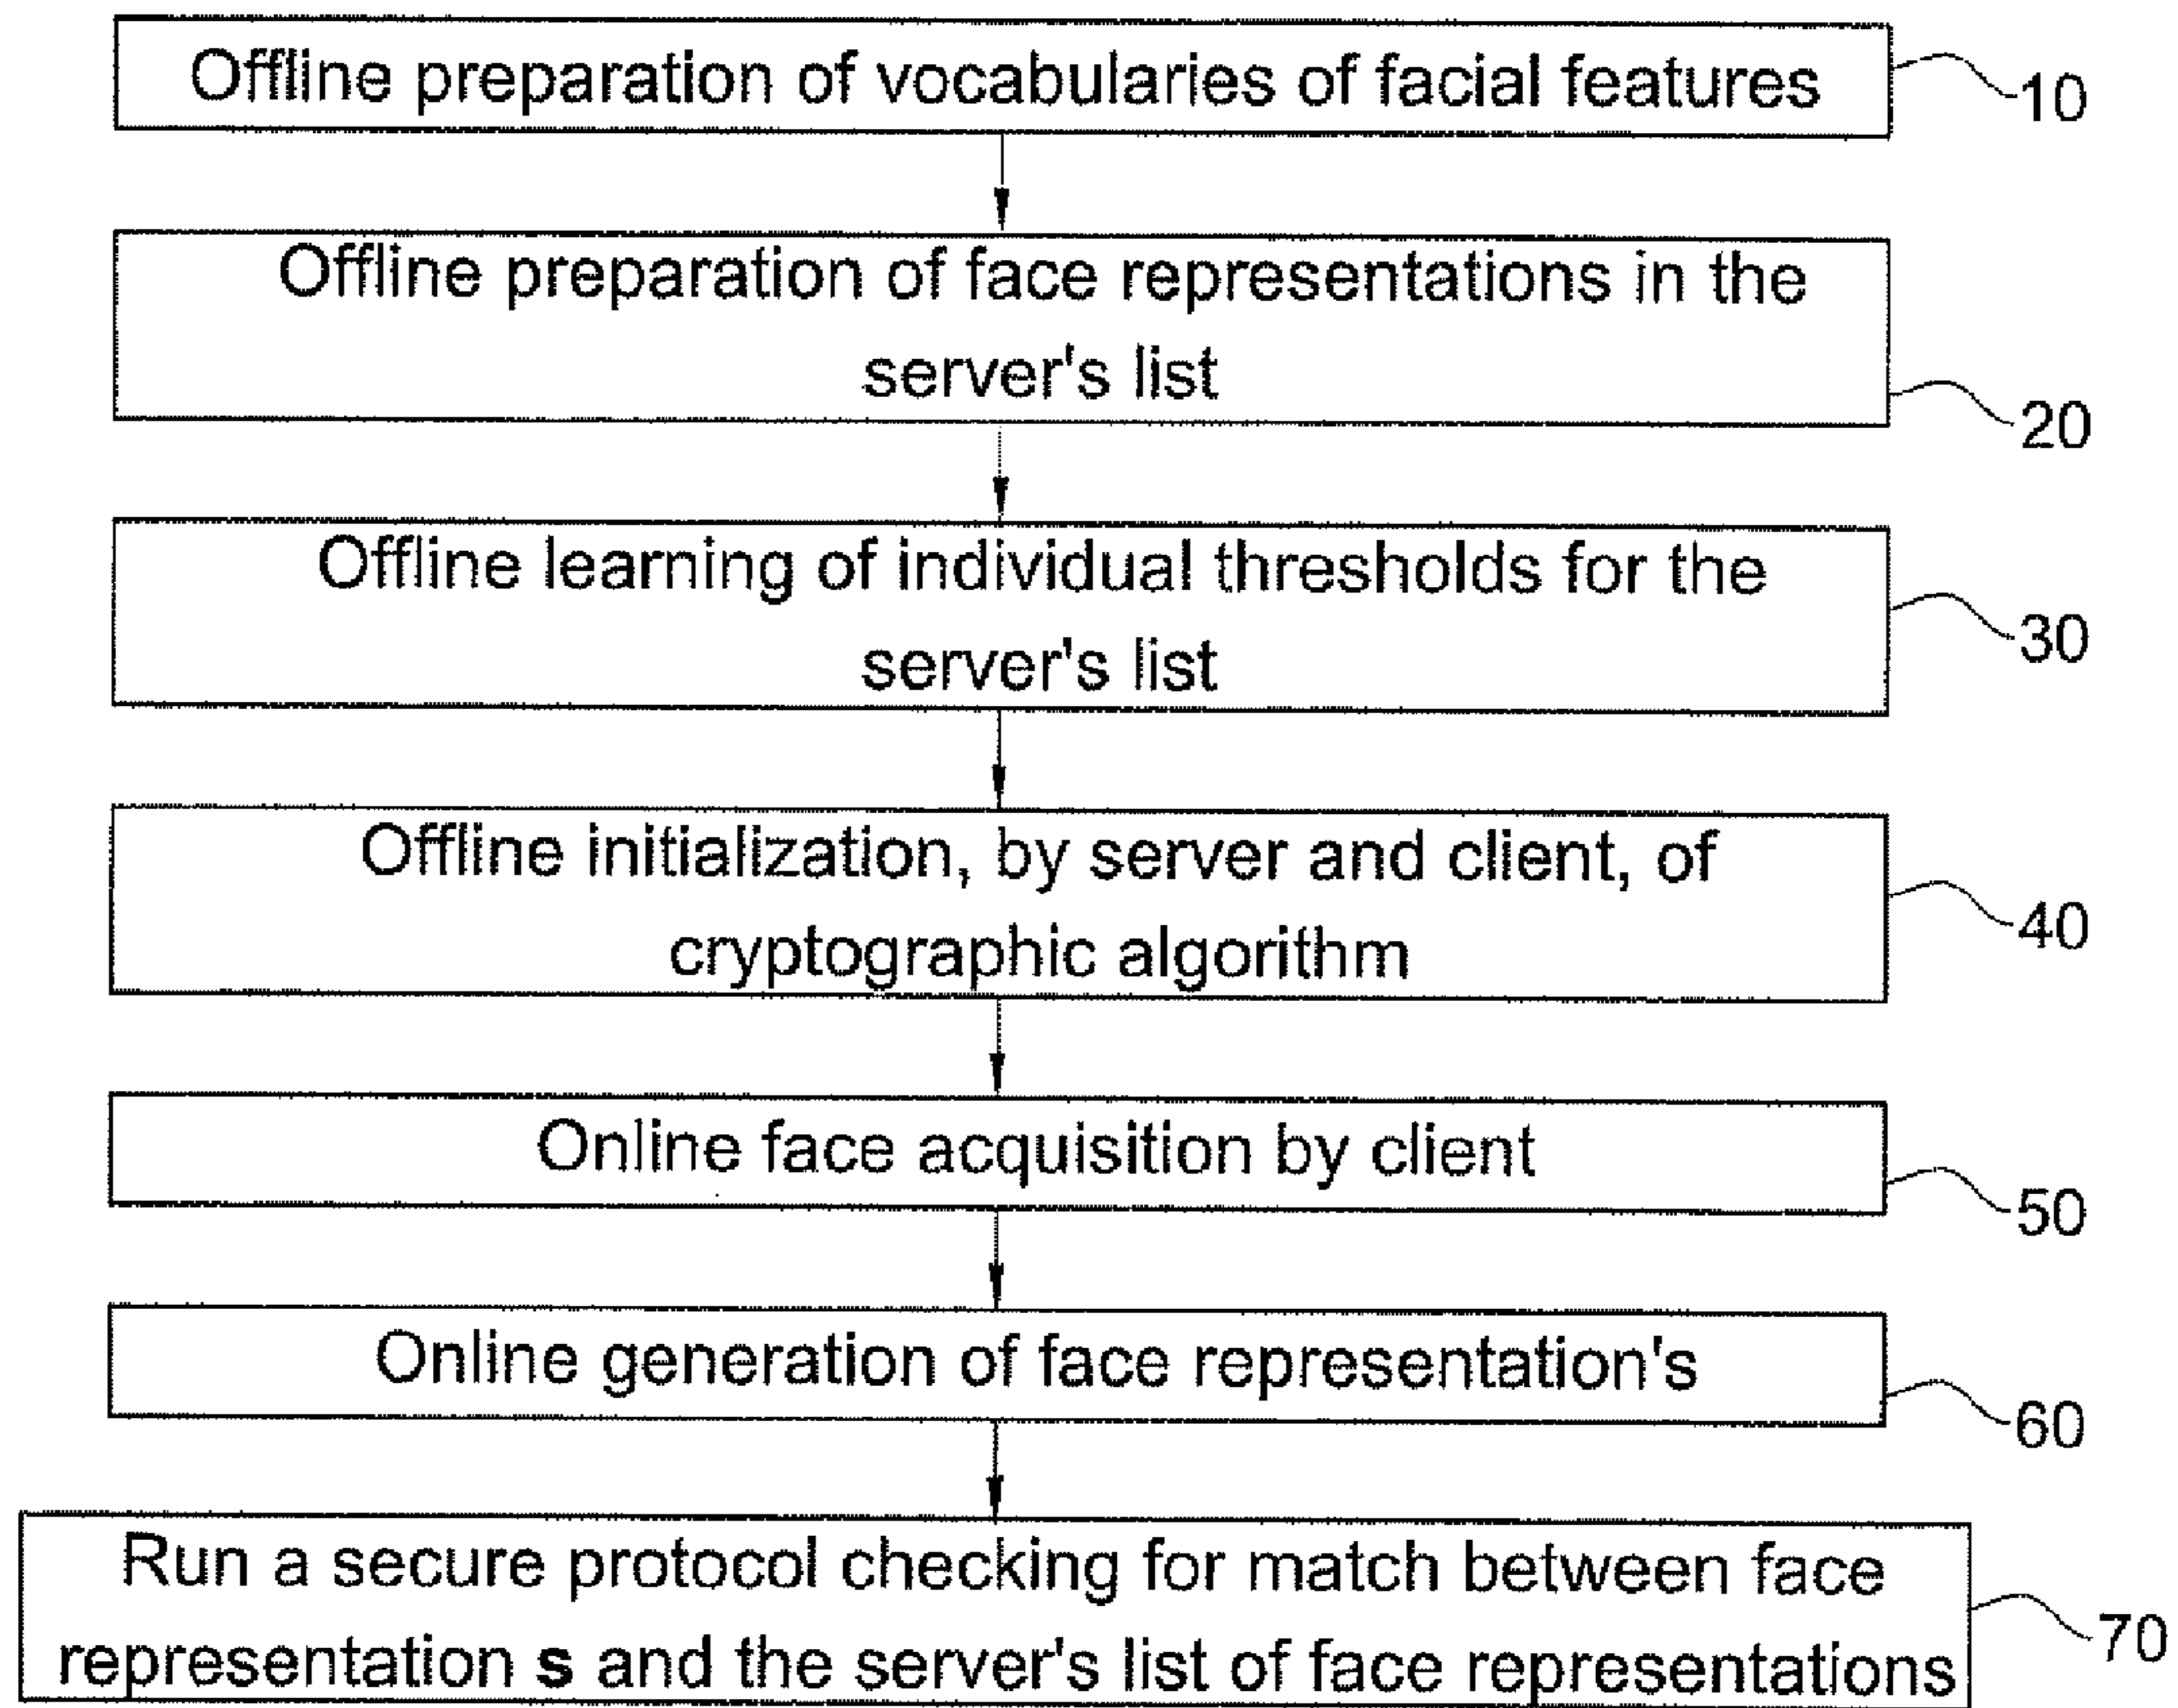 Offline preparation of vocabularies of facial features
10
Offline preparation of face representations in the
server's list
20
Offline learning of individual thresholds for the
server's list
30
Offline initialization, by server and client, of
cryptographic algorithm
40
Online face acquisition by client
50
Online generation of face representation's
60
Run a secure protocol checking for match between face
representation s and the server's list of face representations
70